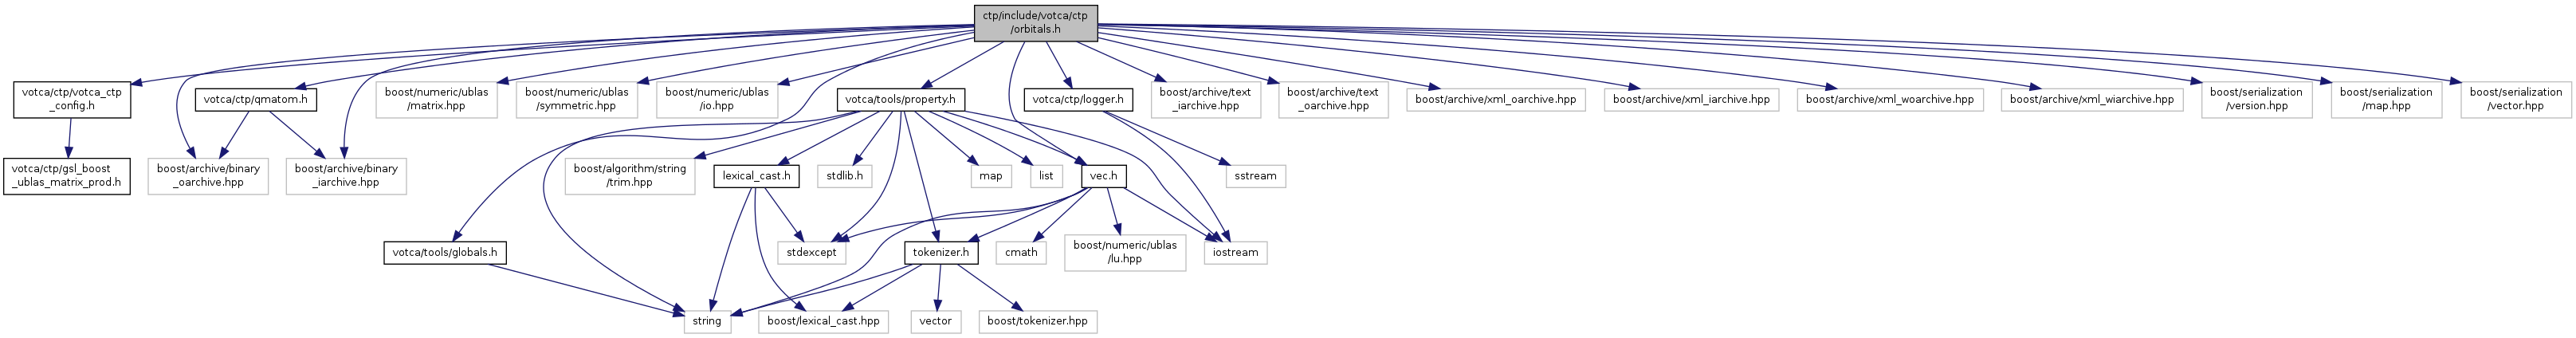 ctp/include/votca/ctp
/orbitals.h
votca/ctp/votca_ctp
_config.h
votca/ctp/qmatom.h
boost/numeric/ublas
/matrix.hpp
boost/numeric/ublas
/symmetric.hpp
boost/numeric/ublas
/io.hpp
votca/tools/property.h
votca/ctp/logger.h
boost/archive/text
_iarchive.hpp
boost/archive/text
_oarchive.hpp
boost/archive/xml_oarchive.hpp
boost/archive/xml_iarchive.hpp
boost/archive/xml_woarchive.hpp
boost/archive/xml_wiarchive.hpp
boost/serialization
/version.hpp
boost/serialization
/map.hpp
boost/serialization
/vector.hpp
votca/ctp/gsl_boost
_ublas_matrix_prod.h
boost/archive/binary
_oarchive.hpp
boost/archive/binary
_iarchive.hpp
boost/algorithm/string
/trim.hpp
lexical_cast.h
stdlib.h
map
list
vec.h
sstream
votca/tools/globals.h
stdexcept
tokenizer.h
cmath
boost/numeric/ublas
/lu.hpp
iostream
string
boost/lexical_cast.hpp
vector
boost/tokenizer.hpp